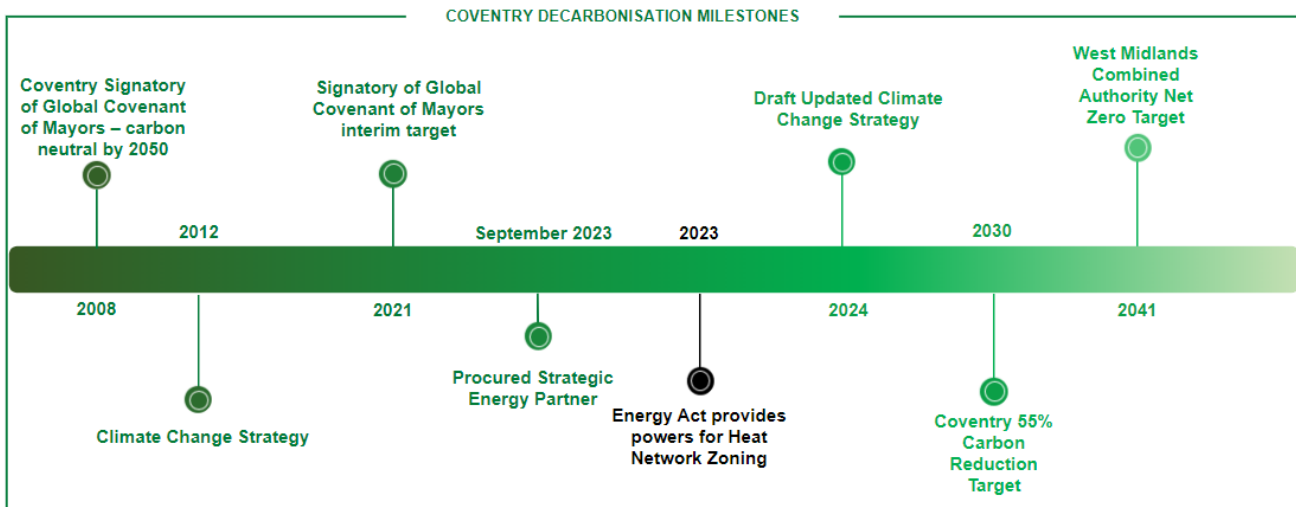 COVENTRY DECARBONISATION MILESTONES
Coventry Signatory
of Global Covenant
of Mayors – carbon
neutral by 2050
Signatory of Global
Covenant of Mayors
interim target
Draft Updated Climate
Change Strategy
West Midlands
Combined
Authority Net
Zero Target
2012
September 2023
2023
2030
2008
2021
2024
2041
Climate Change Strategy
Procured Strategic
Energy Partner
Energy Act provides
powers for Heat
Network Zoning
Coventry 55%
Carbon
Reduction
Target